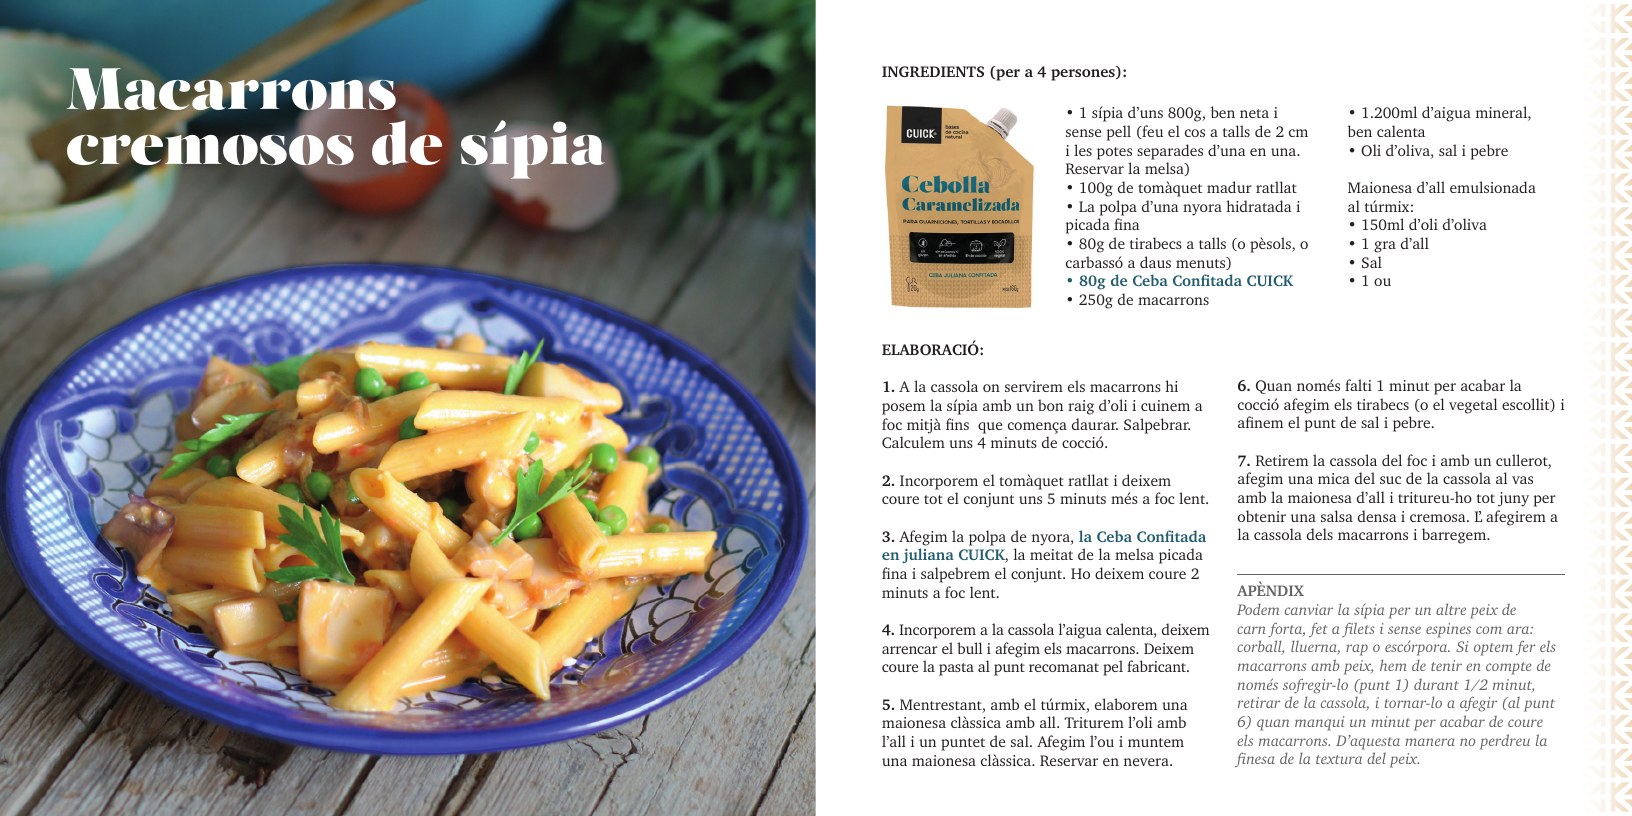 Macarrons
cremosos de sípia
INGREDIENTS (per a 4 persones):
CUICK
bases
de cocina
natural
Cebolla
Caramelizada
PARA GUARNICIONES, TORTILLAS Y BOCADILLOS
CEBA JULIANA CONFITADA
• 1 sípia d’uns 800g, ben neta i
sense pell (feu el cos a talls de 2 cm
i les potes separades d’una en una.
Reservar la melsa)
• 100g de tomàquet madur ratllat
• La polpa d’una nyora hidratada i
picada fina
• 80g de tirabecs a talls (o pèsols, o
carbassó a daus menuts)
• 80g de Ceba Confitada CUICK
• 250g de macarrons
• 1.200ml d’aigua mineral,
ben calenta
• Oli d’oliva, sal i pebre
Maionesa d’all emulsionada
al túrmix:
• 150ml d’oli d’oliva
• 1 gra d’all
• Sal
• 1 ou
ELABORACIÓ:
1. A la cassola on servirem els macarrons hi
posem la sípia amb un bon raig d’oli i cuinem a
foc mitjà fins  que comença daurar. Salpebrar.
Calculem uns 4 minuts de cocció.
2. Incorporem el tomàquet ratllat i deixem
coure tot el conjunt uns 5 minuts més a foc lent.
3. Afegim la polpa de nyora, la Ceba Confitada
en juliana CUICK, la meitat de la melsa picada
fina i salpebrem el conjunt. Ho deixem coure 2
minuts a foc lent.
4. Incorporem a la cassola l’aigua calenta, deixem
arrencar el bull i afegim els macarrons. Deixem
coure la pasta al punt recomanat pel fabricant.
5. Mentrestant, amb el túrmix, elaborem una
maionesa clàssica amb all. Triturem l’oli amb
l’all i un puntet de sal. Afegim l’ou i muntem
una maionesa clàssica. Reservar en nevera.
6. Quan només falti 1 minut per acabar la
cocció afegim els tirabecs (o el vegetal escollit) i
afinem el punt de sal i pebre.
7. Retirem la cassola del foc i amb un cullerot,
afegim una mica del suc de la cassola al vas
amb la maionesa d’all i tritureu-ho tot juny per
obtenir una salsa densa i cremosa. L’afegirem a
la cassola dels macarrons i barregem.
APÈNDIX
Podem canviar la sípia per un altre peix de
carn forta, fet a filets i sense espines com ara:
corball, lluerna, rap o escórpora. Si optem fer els
macarrons amb peix, hem de tenir en compte de
només sofregir-lo (punt 1) durant 1/2 minut,
retirar de la cassola, i tornar-lo a afegir (al punt
6) quan manqui un minut per acabar de coure
els macarrons. D’aquesta manera no perdreu la
finesa de la textura del peix.